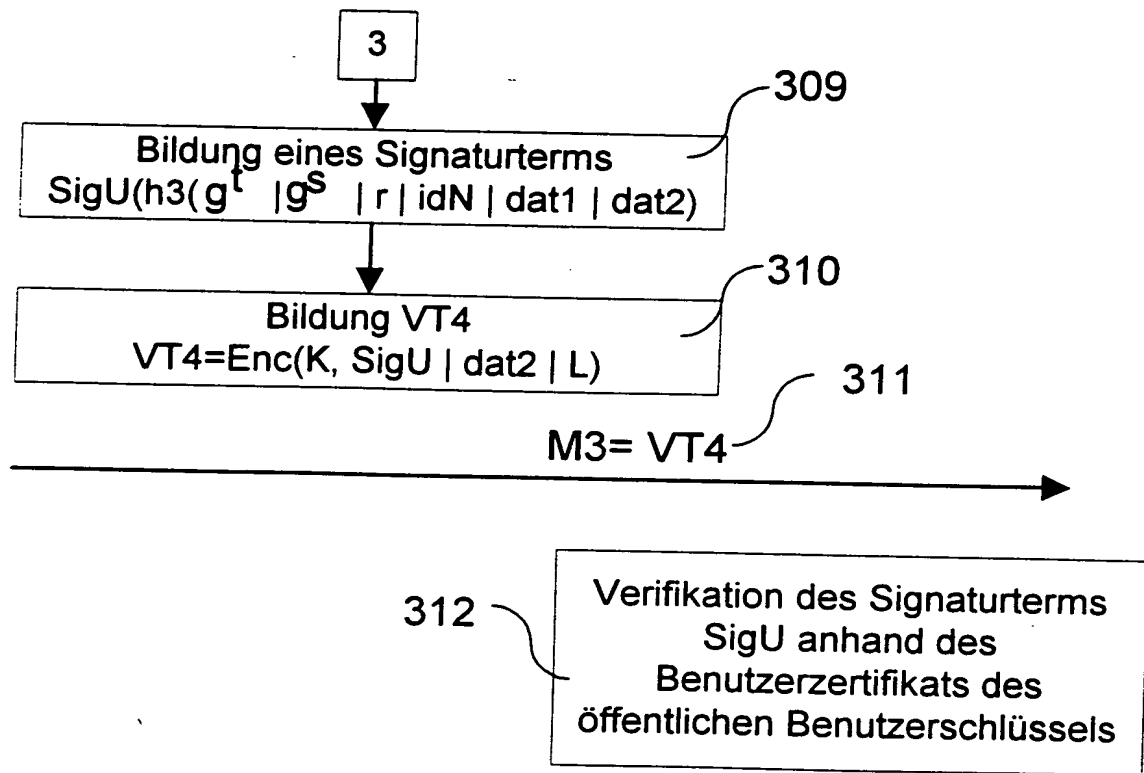 3
309
Bildung eines Signaturterms
SigU(h3(g^t |g^s | r | idN | dat1 | dat2)
310
Bildung VT4
VT4=Enc(K, SigU | dat2 | L)
311
M3= VT4
312
Verifikation des Signaturterms
SigU anhand des
Benutzerzertifikats des
öffentlichen Benutzerschlüssels